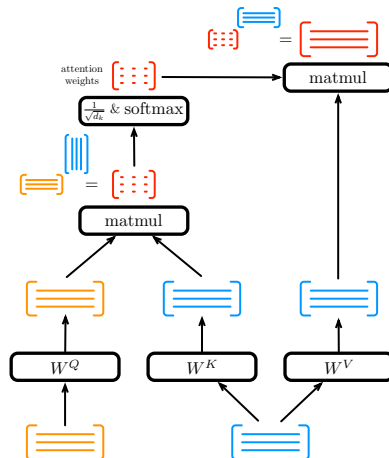 =
attention
weights
matmul
1/√d_k & softmax
=
matmul
W^Q
W^K
W^V